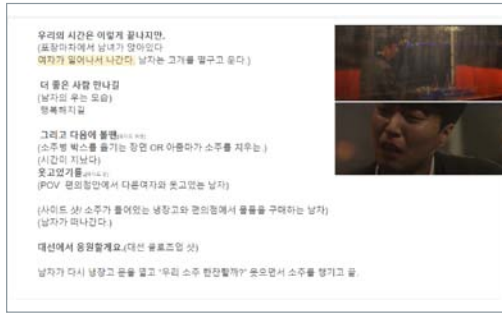 우리의 시간은 이렇게 끝나지만,
(포장마차에서 남녀가 앉아있다
여자가 일어나서 나간다. 남자는 고개를 떨구고 운다.)
더 좋은 사람 만나길
(남자의 우는 모습)
행복해지길
그리고 다음에 볼땐
(소주병 박스를 옮기는 장면 OR 아줌마가 소주를 치우는.)
(시간이 지났다)
웃고있기를
(POV 편의점안에서 다른여자와 웃고있는 남자)
(사이드 샷/ 소주가 들어있는 냉장고와 편의점에서 물품을 구매하는 남자)
(남자가 떠나간다.)
대선에서 응원할게요.(대선 클로즈업 샷)
남자가 다시 냉장고 문을 열고 "우리 소주 한잔할까?" 웃으면서 소주를 챙기고 끝.